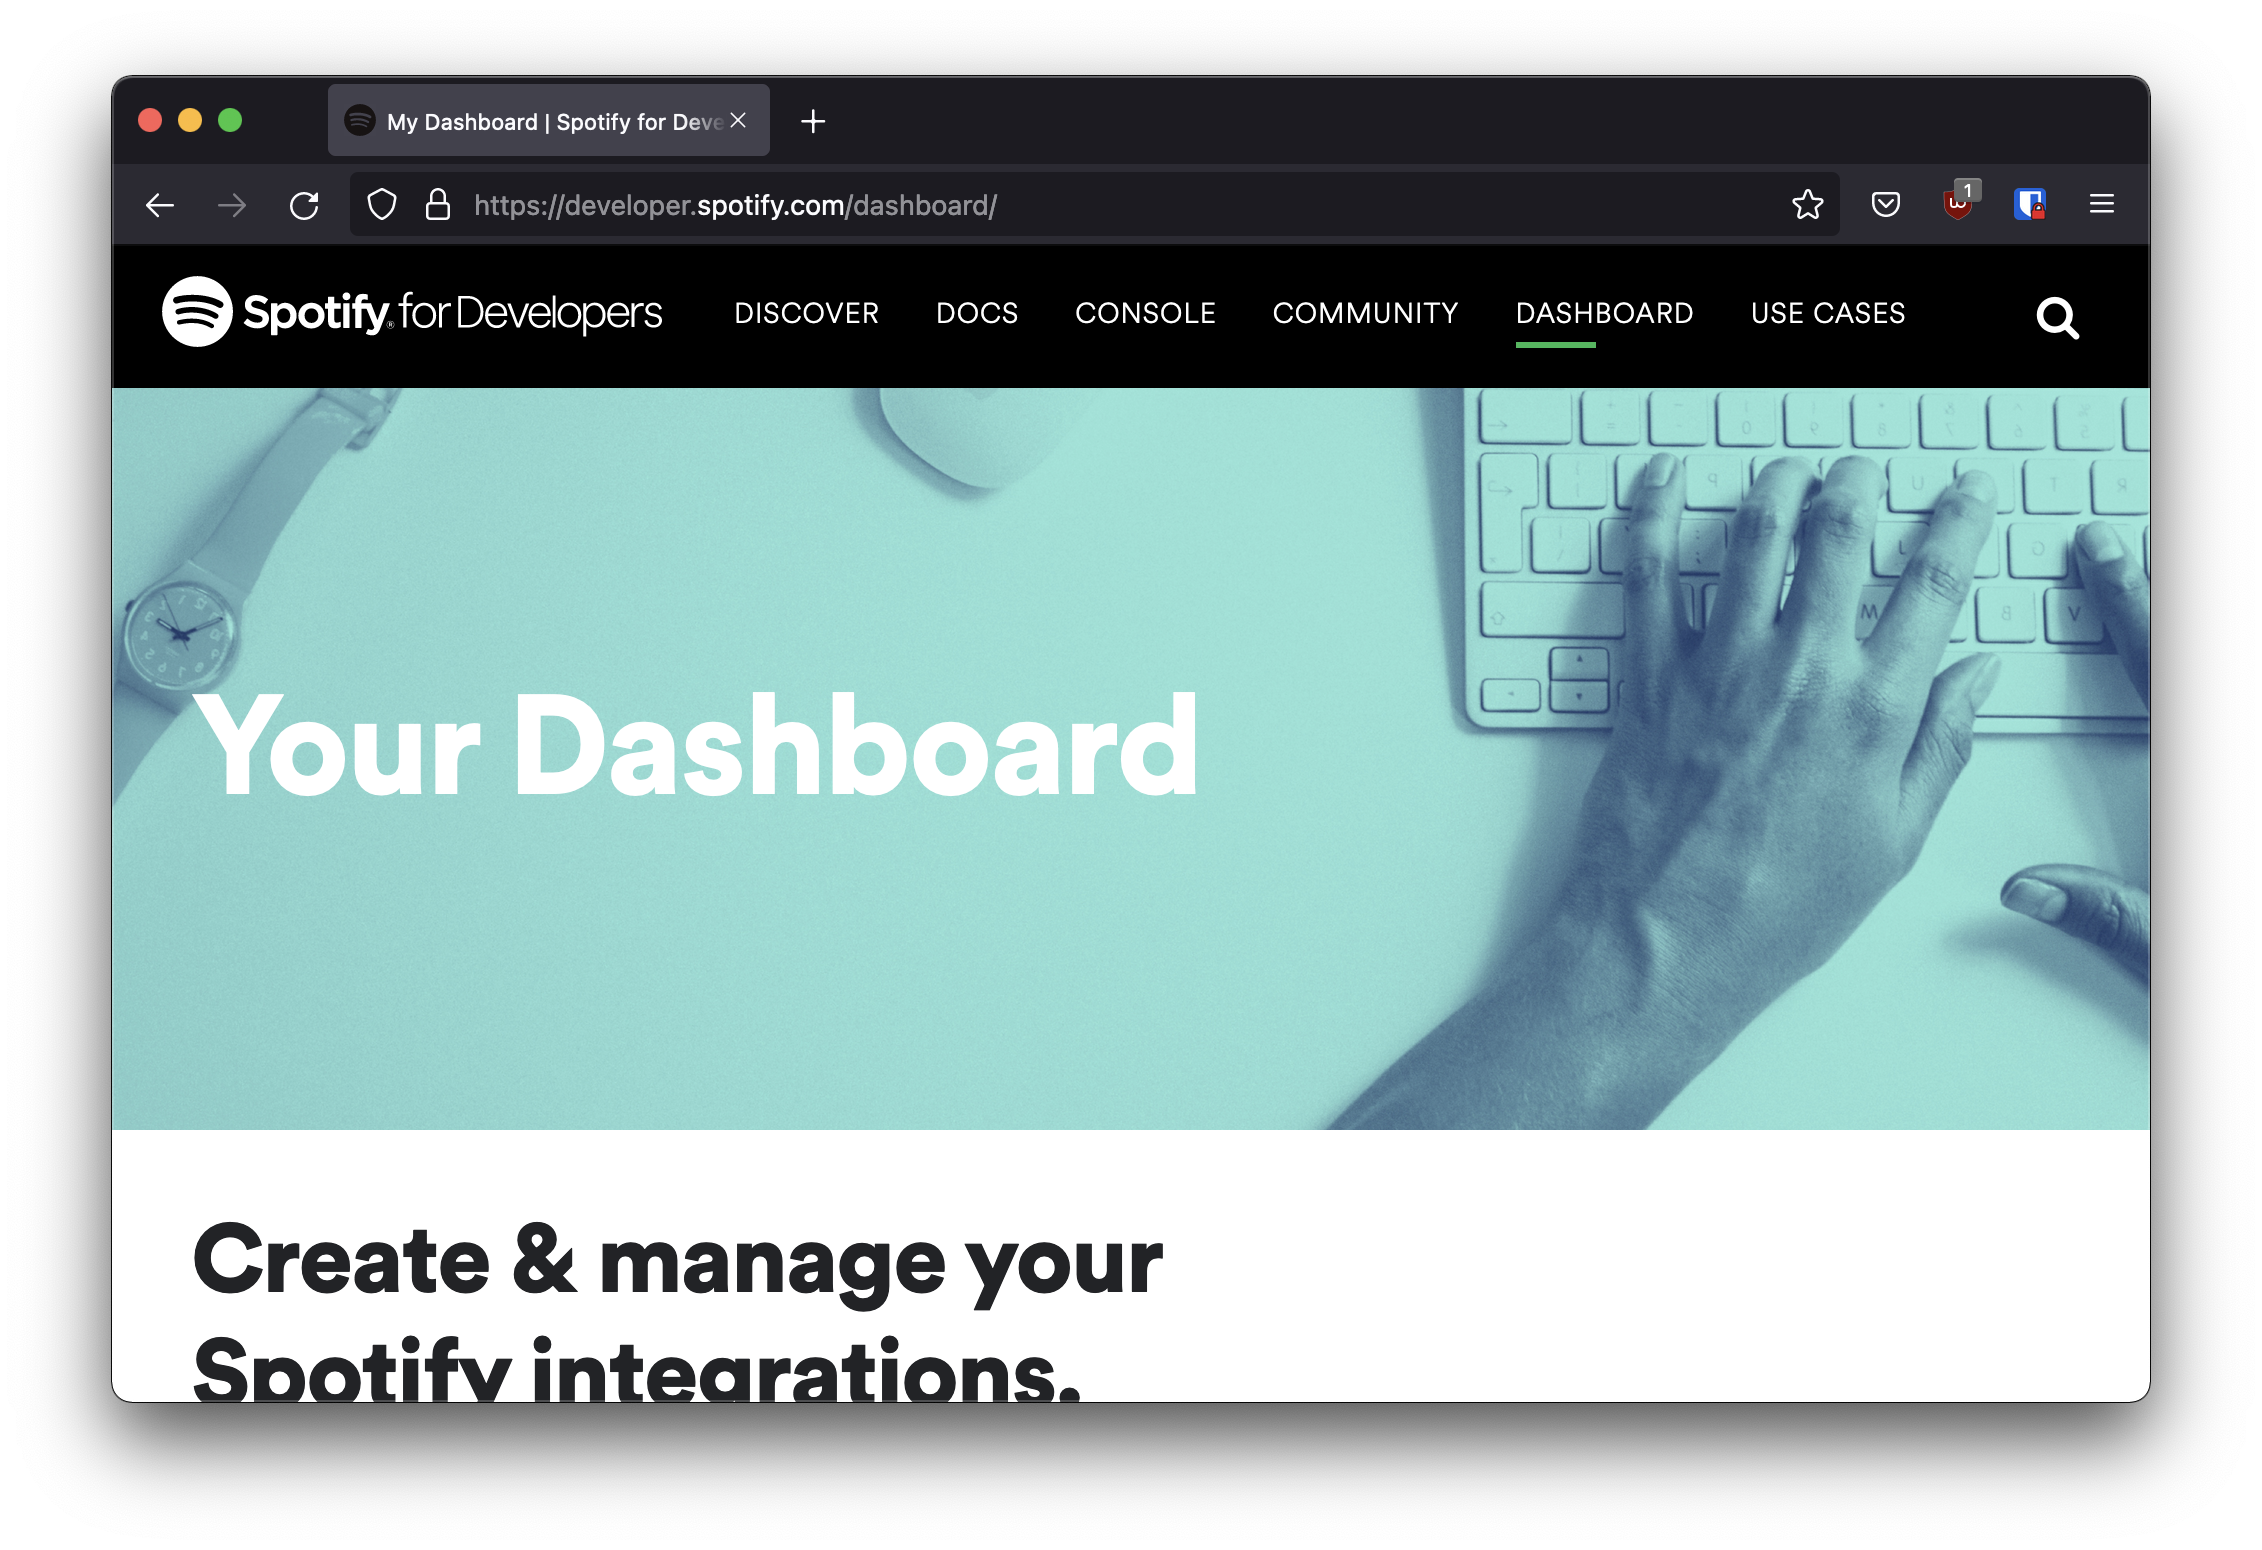 My Dashboard | Spotify for Deve
https://developer.spotify.com/dashboard/
1
Spotify® for Developers
DISCOVER
DOCS
CONSOLE
COMMUNITY
DASHBOARD
USE CASES
Your Dashboard
Create & manage your
Spotify integrations.